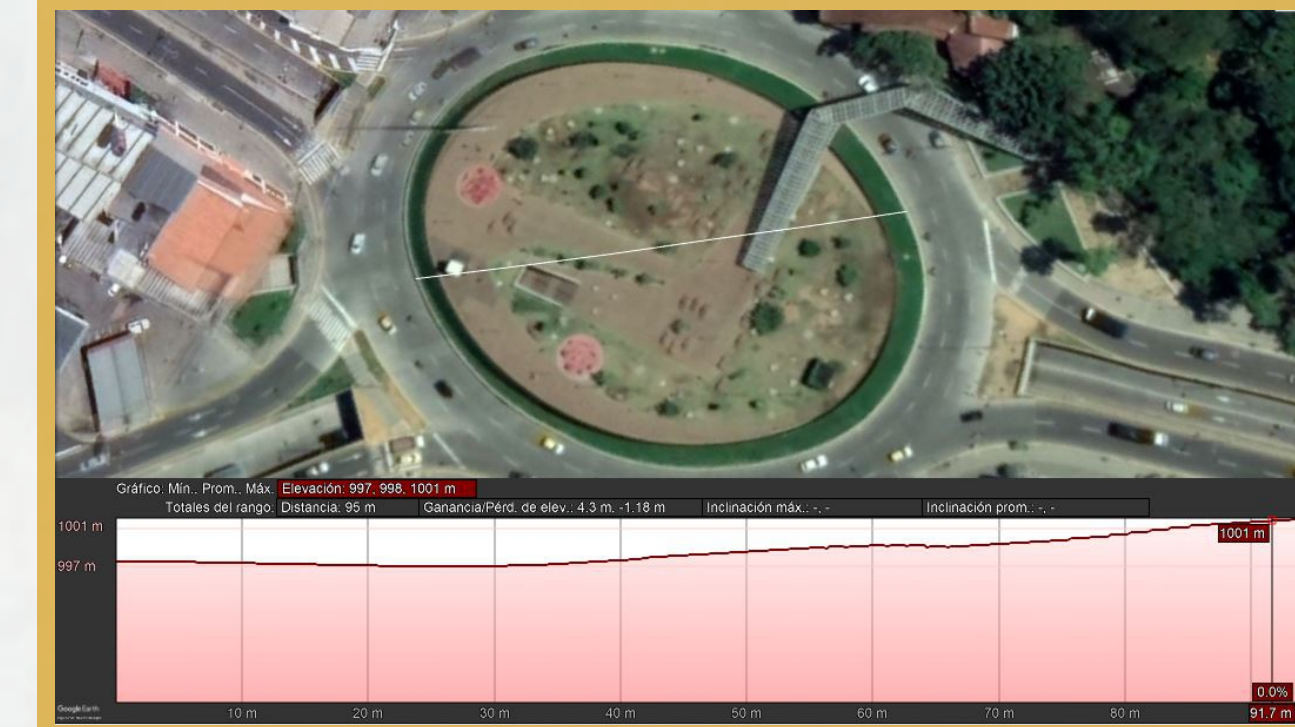 Gráfico: Mín., Prom., Máx. Elevación: 997, 998, 1001 m
Totales del rango: Distancia: 95 m Ganancia/Pérd. de elev.: 4.3 m. -1.18 m Inclinación máx.: -, - Inclinación prom.: -, -
1001 m
1001 m
997 m
0.0%
Google Earth
10 m 20 m 30 m 40 m 50 m 60 m 70 m 80 m 91.7 m